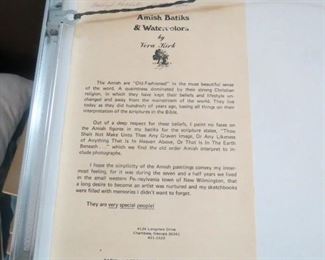 Amish Batiks
& Watercolors
by
Vera Kirk
The Amish are "Old-Fashioned" in the most beautiful sense
of the word. A quaintness dominated by their strong Christian
religion, in which they have kept their beliefs and lifestyle un-
changed and away from the mainstream of the world. They live
today as they did hundreds of years ago, basing all things on their
interpretation of the scriptures in the Bible.
Out of a deep respect for these beliefs, I paint no faces on
the Amish figures in my batiks for the scripture states, "Thou
Shalt Not Make Unto Thee Any Graven Image, Or Any Likeness
of Anything That Is In Heaven Above, Or That Is In The Earth
Beneath . . ." which we find the old order Amish interpret to in-
clude photographs.
I hope the simplicity of the Amish paintings convey my inner-
most feeling, for it was during the seven and a half years we lived
in the small western Pennsylvania town of New Wilmington, that
a long desire to become an artist was nurtured and my sketchbooks
were filled with memories I didn't want to forget.
They are very special people!
Drive
Chamblee, Georgia 30341